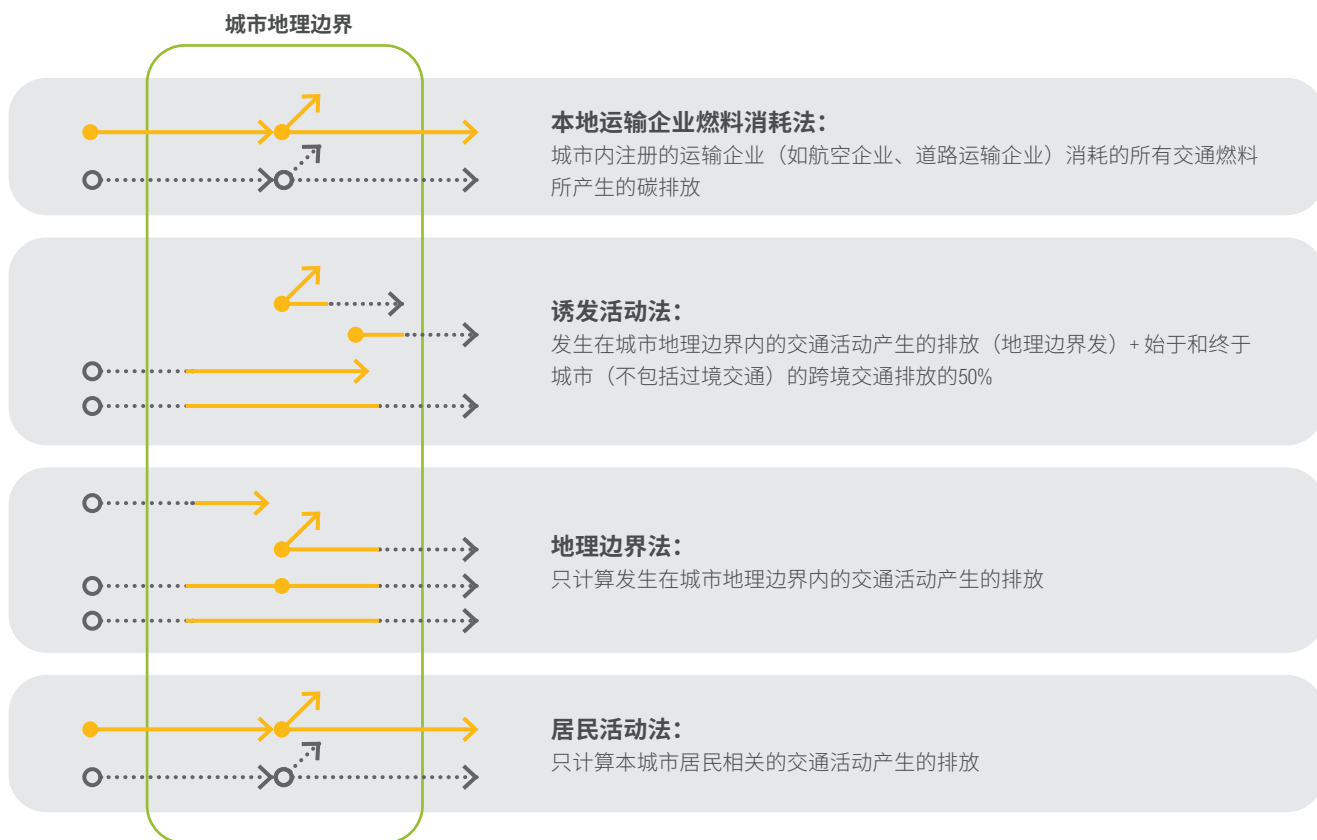 城市地理边界
本地运输企业燃料消耗法：
城市内注册的运输企业（如航空企业、道路运输企业）消耗的所有交通燃料
所产生的碳排放
诱发活动法：
发生在城市地理边界内的交通活动产生的排放（地理边界发）+ 始于和终于
城市（不包括过境交通）的跨境交通排放的50%
地理边界法：
只计算发生在城市地理边界内的交通活动产生的排放
居民活动法：
只计算本城市居民相关的交通活动产生的排放